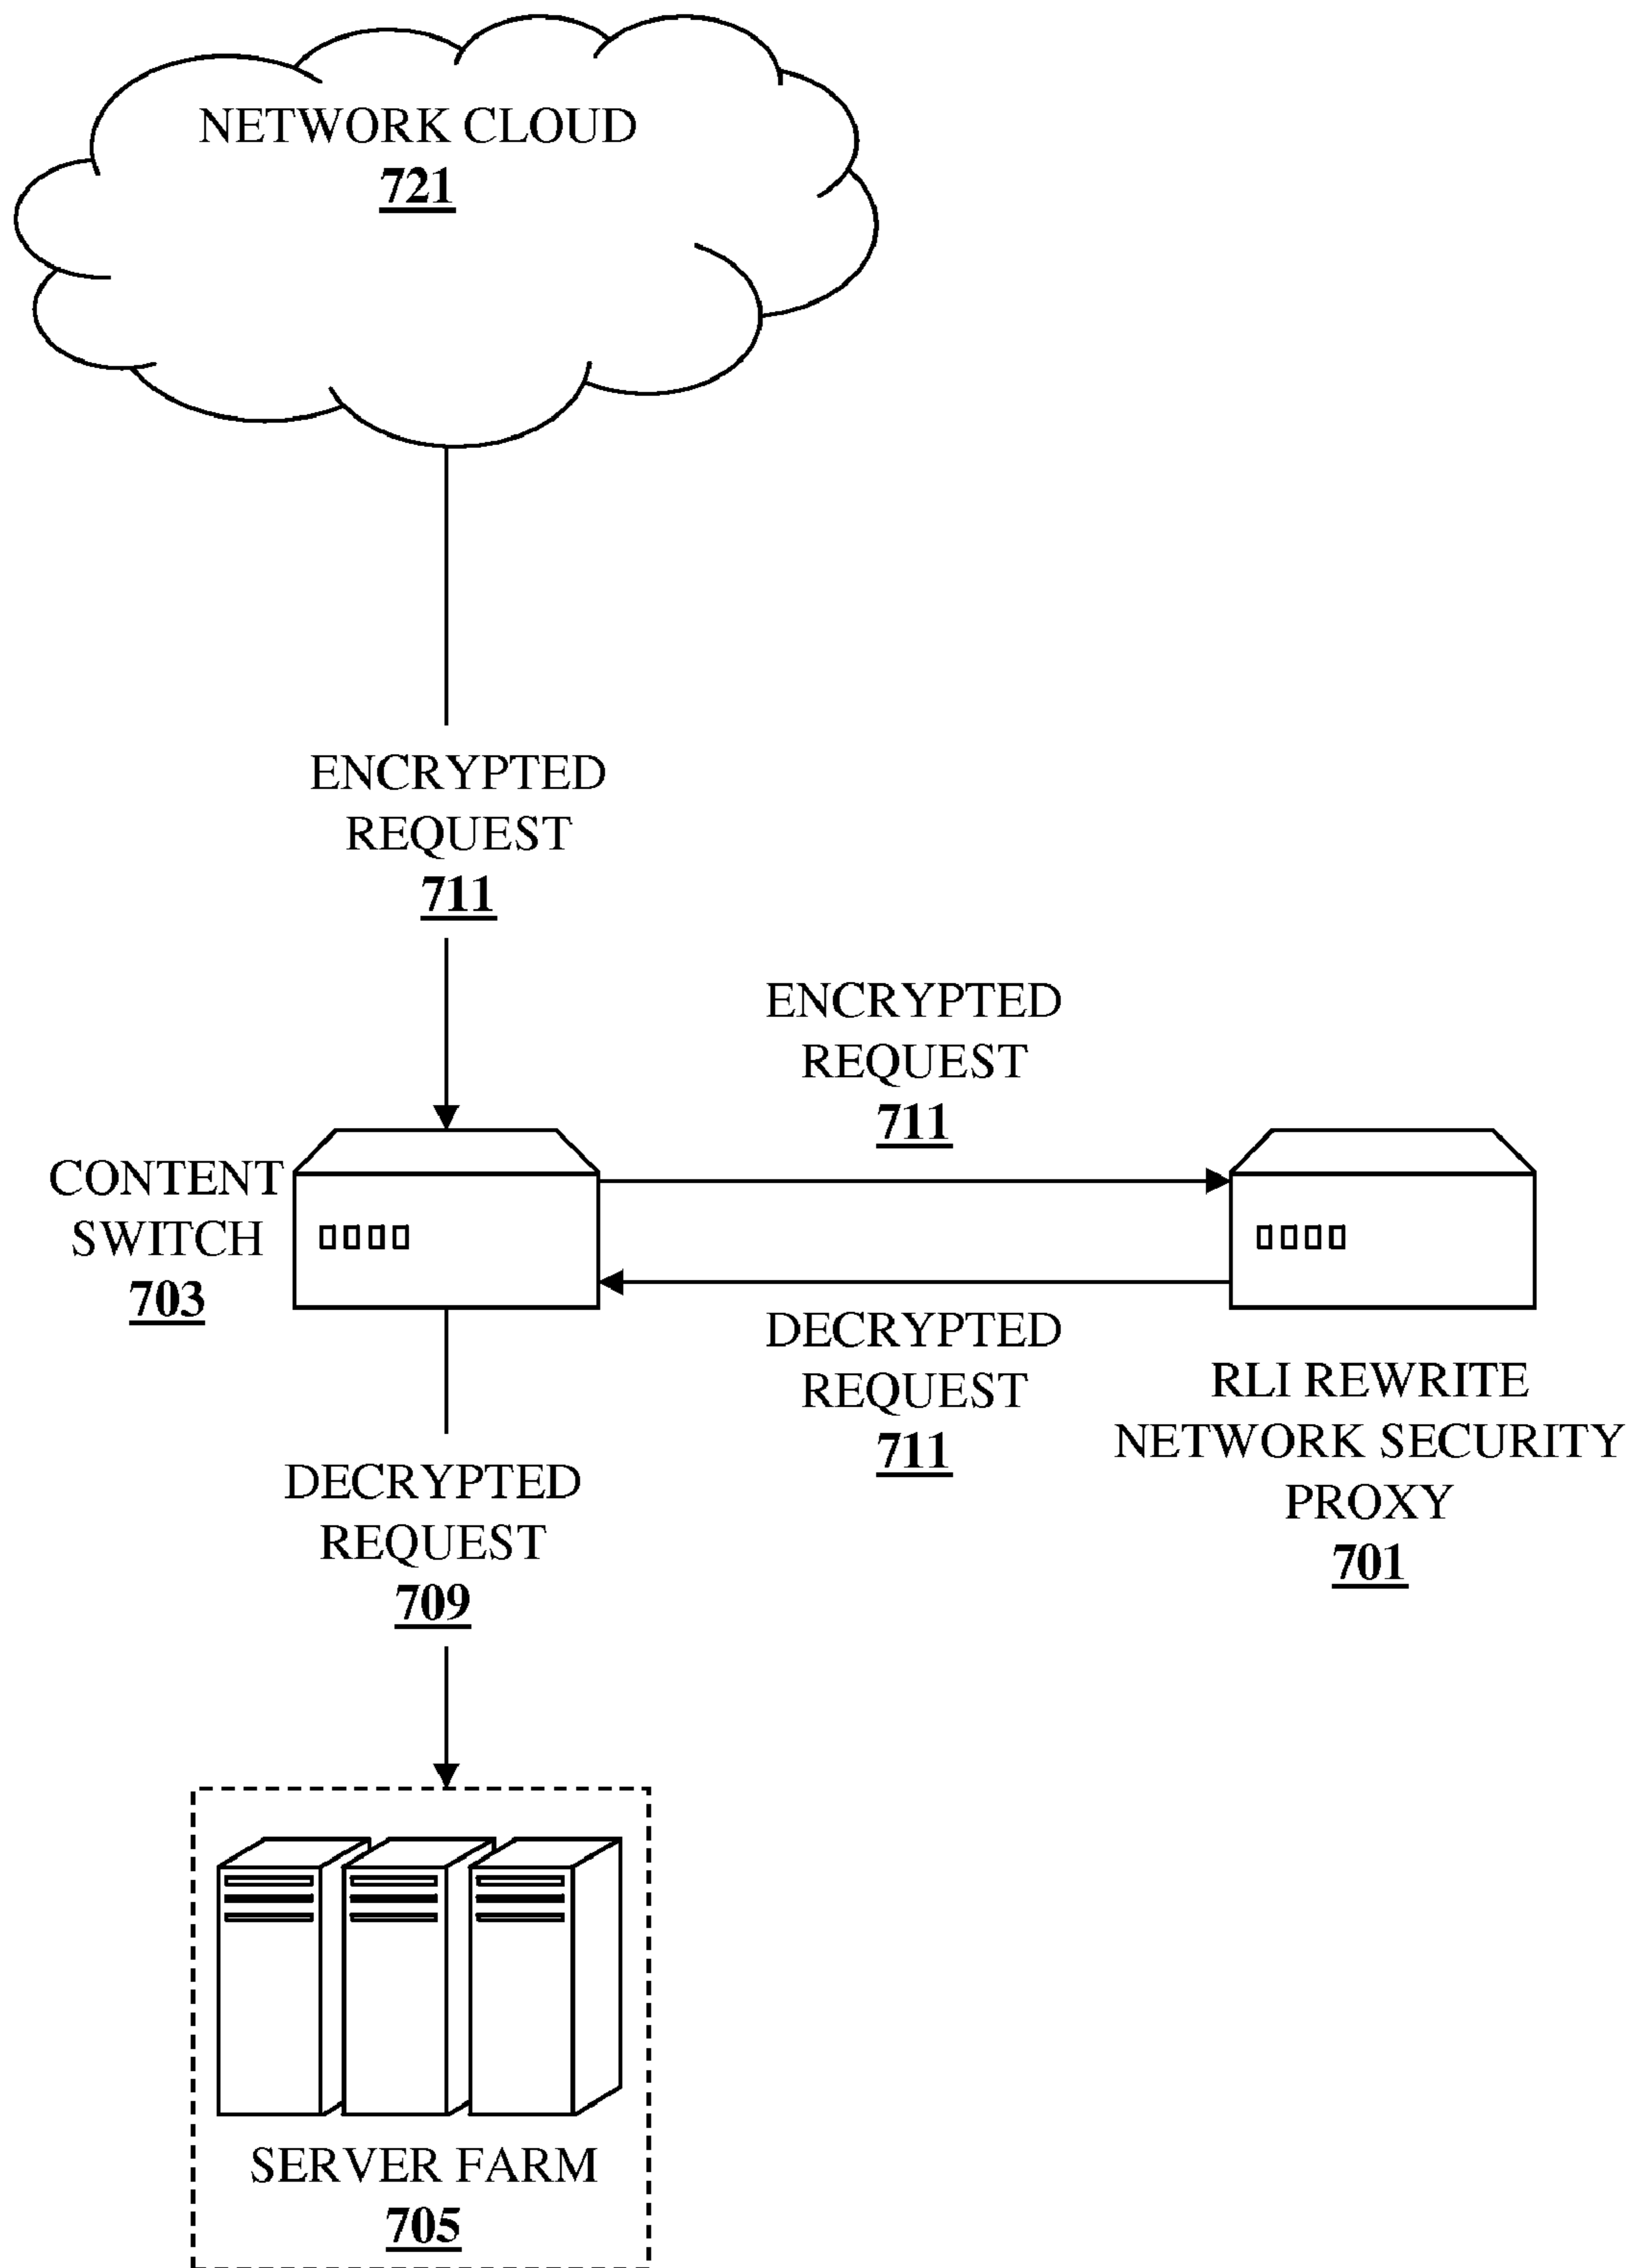 NETWORK CLOUD
721
ENCRYPTED
REQUEST
711
ENCRYPTED
REQUEST
711
CONTENT
SWITCH
703
DECRYPTED
REQUEST
711
RLI REWRITE
NETWORK SECURITY
PROXY
701
DECRYPTED
REQUEST
709
SERVER FARM
705